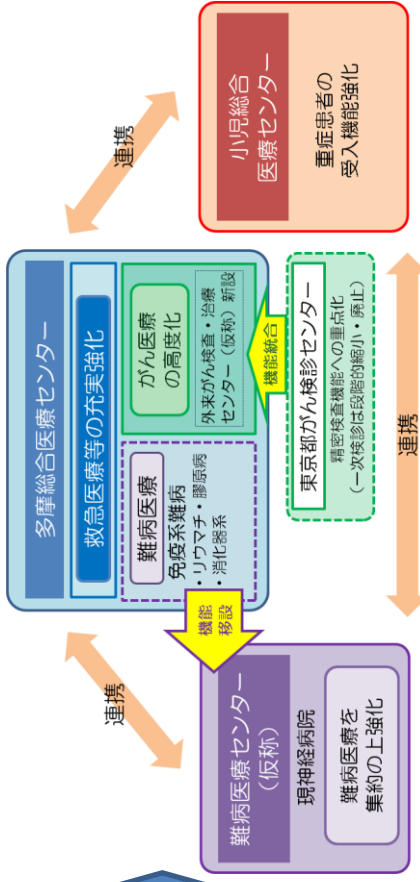 多摩総合医療センター
救急医療等の充実強化
難病医療
免疫系難病
・リウマチ・膠原病
・消化器系
がん医療
の高度化
外来がん検査・治療
センター（仮称）新設
機能
移設
機能統合
東京都がん検診センター
精密検査機能への重点化
（一次検診は段階的縮小・廃止）
難病医療センター
（仮称）
現神経病院
難病医療を
集約の上強化
小児総合
医療センター
重症患者の
受入機能強化
連携
連携
連携